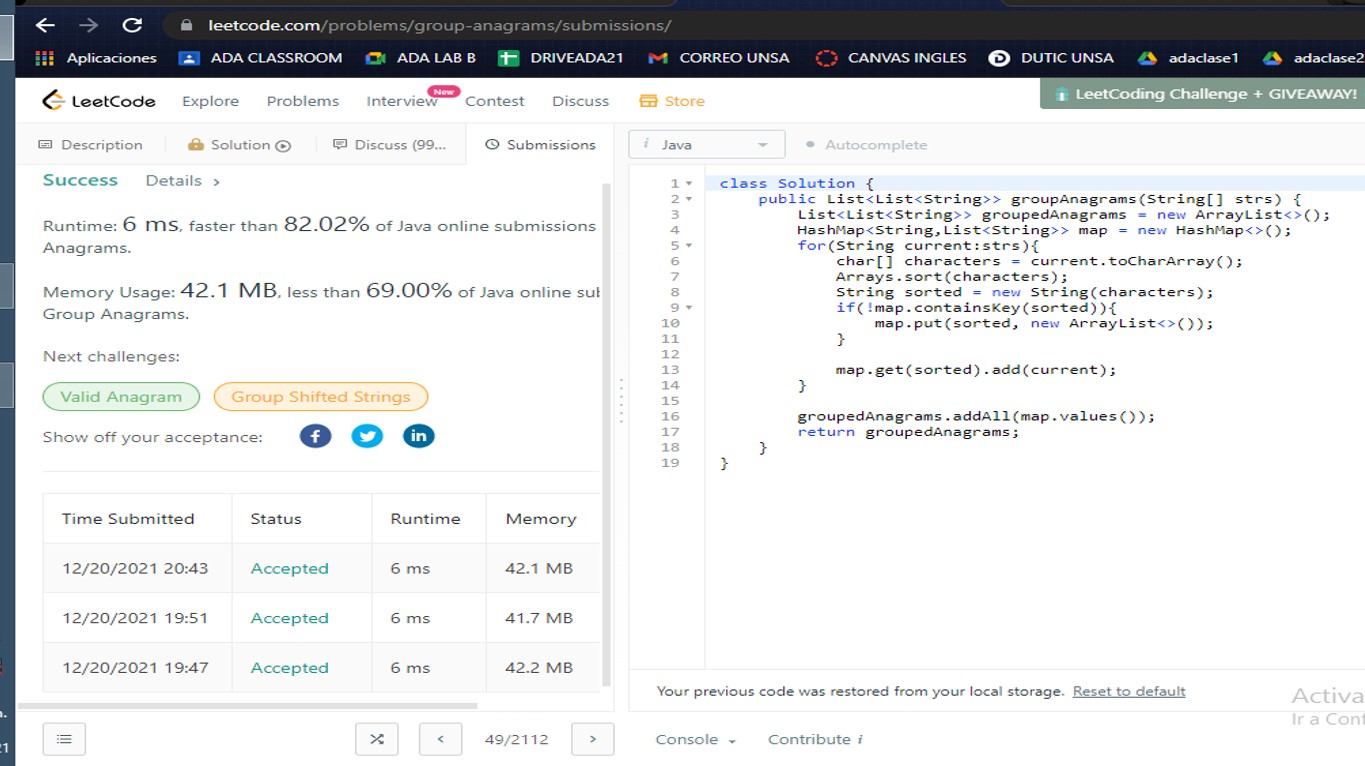 leetcode.com/problems/group-anagrams/submissions/
Aplicaciones ADA CLASSROOM ADA LAB B DRIVEADA21 CORREO UNSA CANVAS INGLES DUTIC UNSA adaclase1 adaclase2
LeetCode Explore Problems Interview New Contest Discuss Store LeetCoding Challenge + GIVEAWAY!
Description Solution Discuss (99... Submissions
i Java Autocomplete
Success Details >
Runtime: 6 ms, faster than 82.02% of Java online submissions
Anagrams.
Memory Usage: 42.1 MB, less than 69.00% of Java online sub
Group Anagrams.
Next challenges:
Valid Anagram Group Shifted Strings
Show off your acceptance:
Time Submitted Status Runtime Memory
12/20/2021 20:43 Accepted 6 ms 42.1 MB
12/20/2021 19:51 Accepted 6 ms 41.7 MB
12/20/2021 19:47 Accepted 6 ms 42.2 MB
1 class Solution {
2 public List<List<String>> groupAnagrams(String[] strs) {
3 List<List<String>> groupedAnagrams = new ArrayList<>();
4 HashMap<String,List<String>> map = new HashMap<>();
5 for(String current:strs){
6 char[] characters = current.toCharArray();
7 Arrays.sort(characters);
8 String sorted = new String(characters);
9 if(!map.containsKey(sorted)){
10 map.put(sorted, new ArrayList<>());
11 }
12
13 map.get(sorted).add(current);
14 }
15
16 groupedAnagrams.addAll(map.values());
17 return groupedAnagrams;
18 }
19 }
Your previous code was restored from your local storage. Reset to default
Activa
Ir a Conf
< 49/2112 >
Console Contribute i